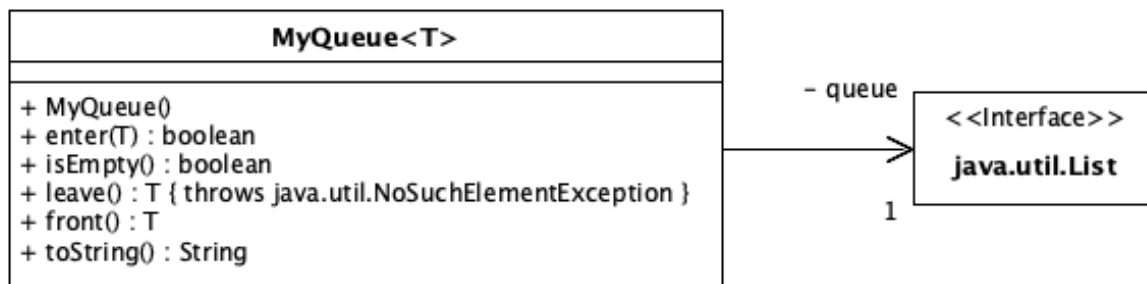 MyQueue<T>
+ MyQueue()
+ enter(T) : boolean
+ isEmpty() : boolean
+ leave() : T { throws java.util.NoSuchElementException }
+ front() : T
+ toString() : String
- queue
1
<<Interface>>
java.util.List